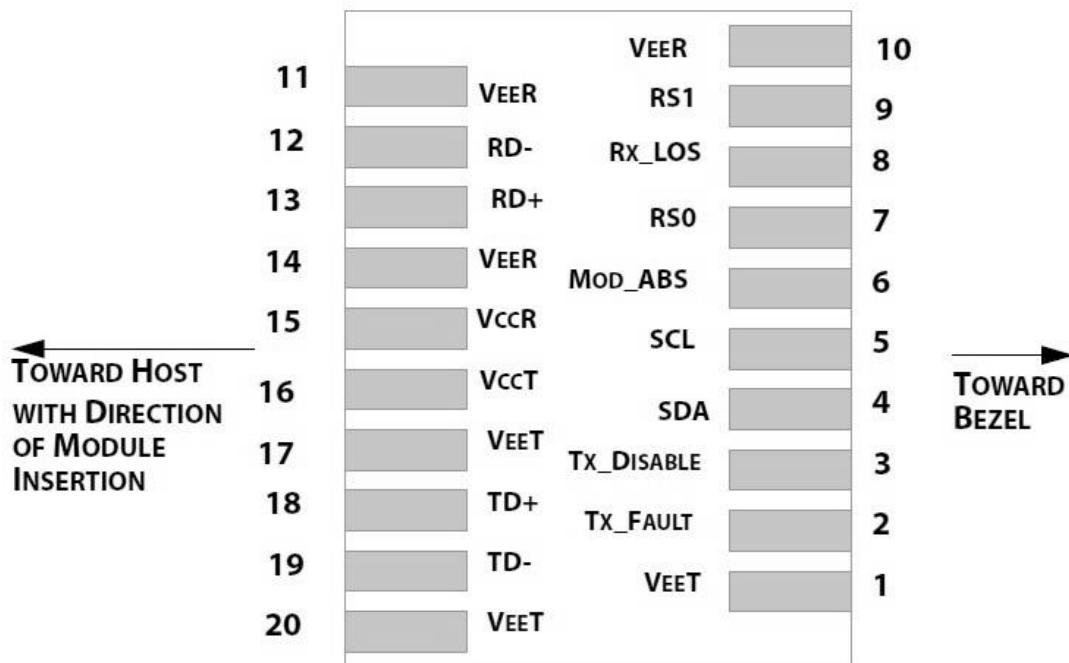 11 VEER
12 RD-
13 RD+
14 VEER
15 VCCR
16 VCCT
17 VEET
18 TD+
19 TD-
20 VEET
VEER 10
RS1 9
RX_LOS 8
RS0 7
MOD_ABS 6
SCL 5
SDA 4
TX_DISABLE 3
TX_FAULT 2
VEET 1
TOWARD HOST
WITH DIRECTION
OF MODULE
INSERTION
TOWARD
BEZEL